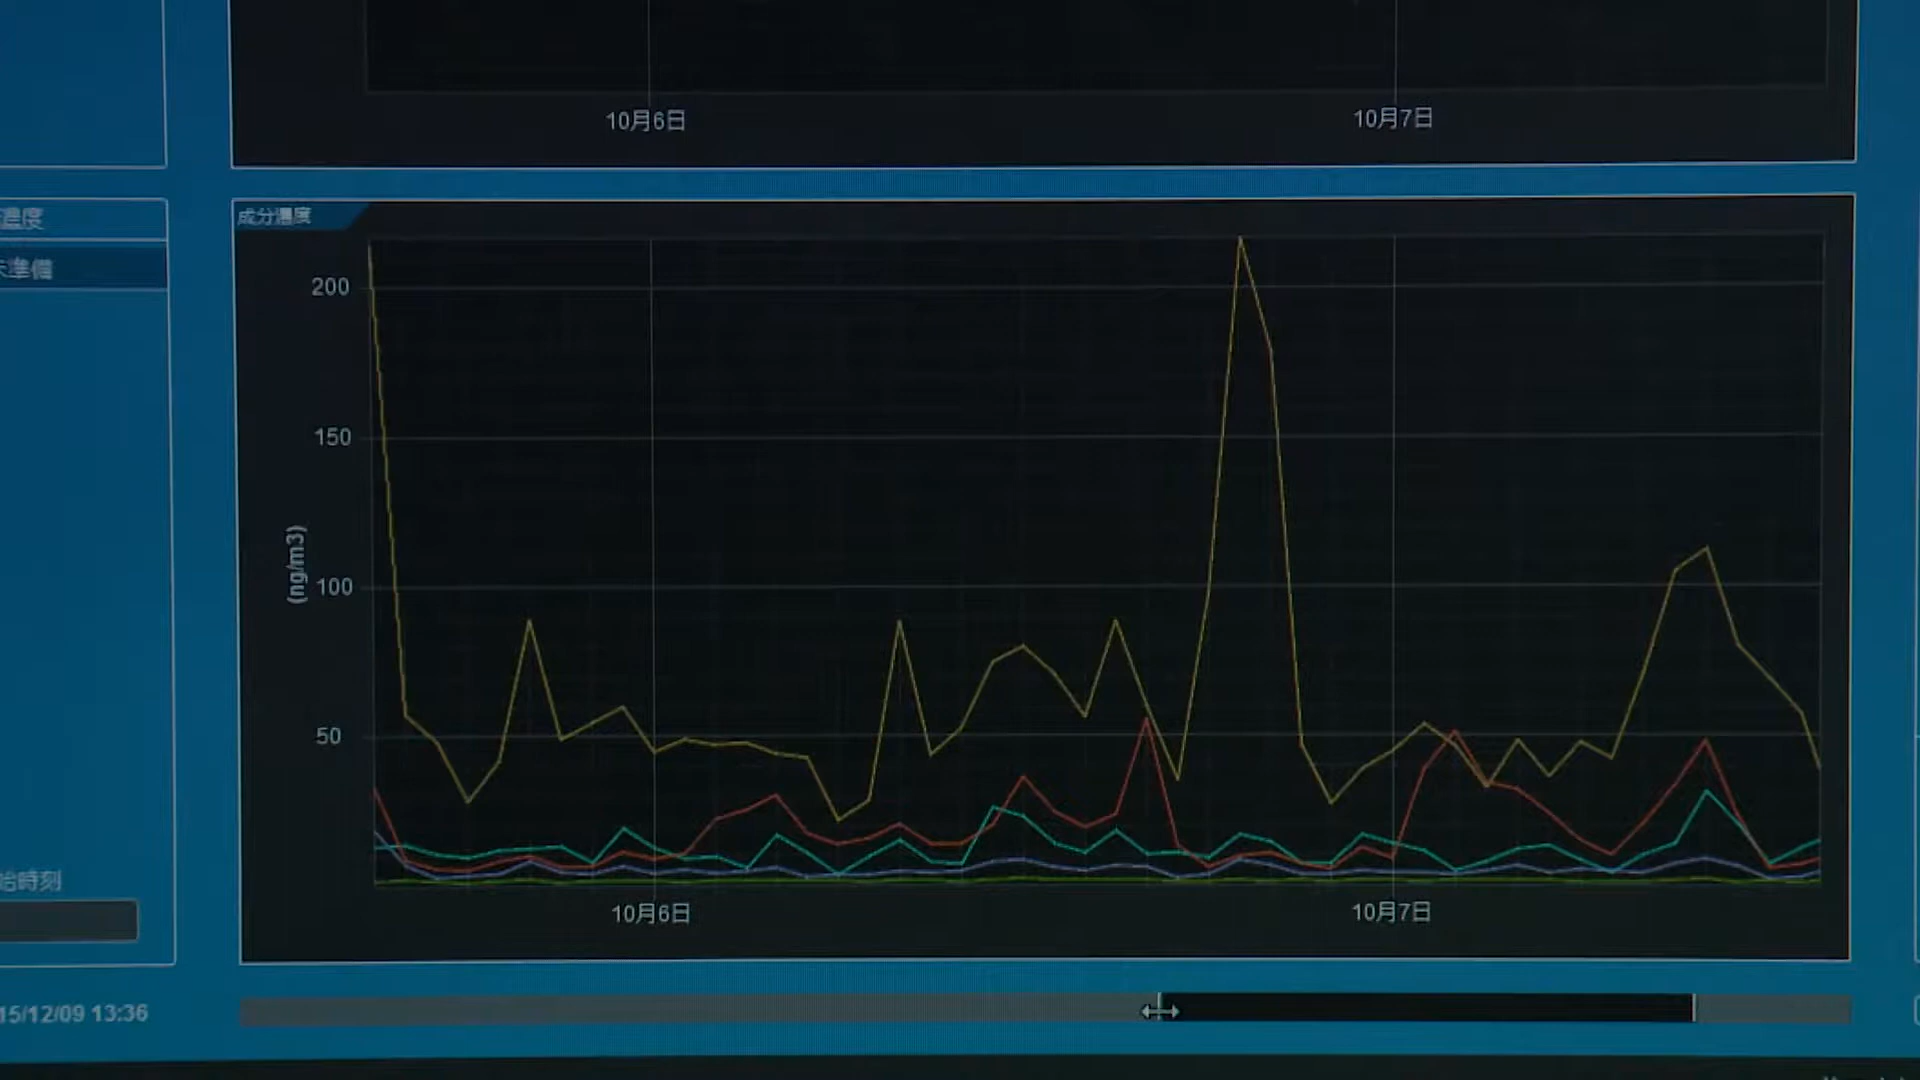 10月6日
10月7日
濃度
成分濃度
未準備
200
150
100
50
(ng/m3)
10月6日
10月7日
始時刻
15/12/09 13:36